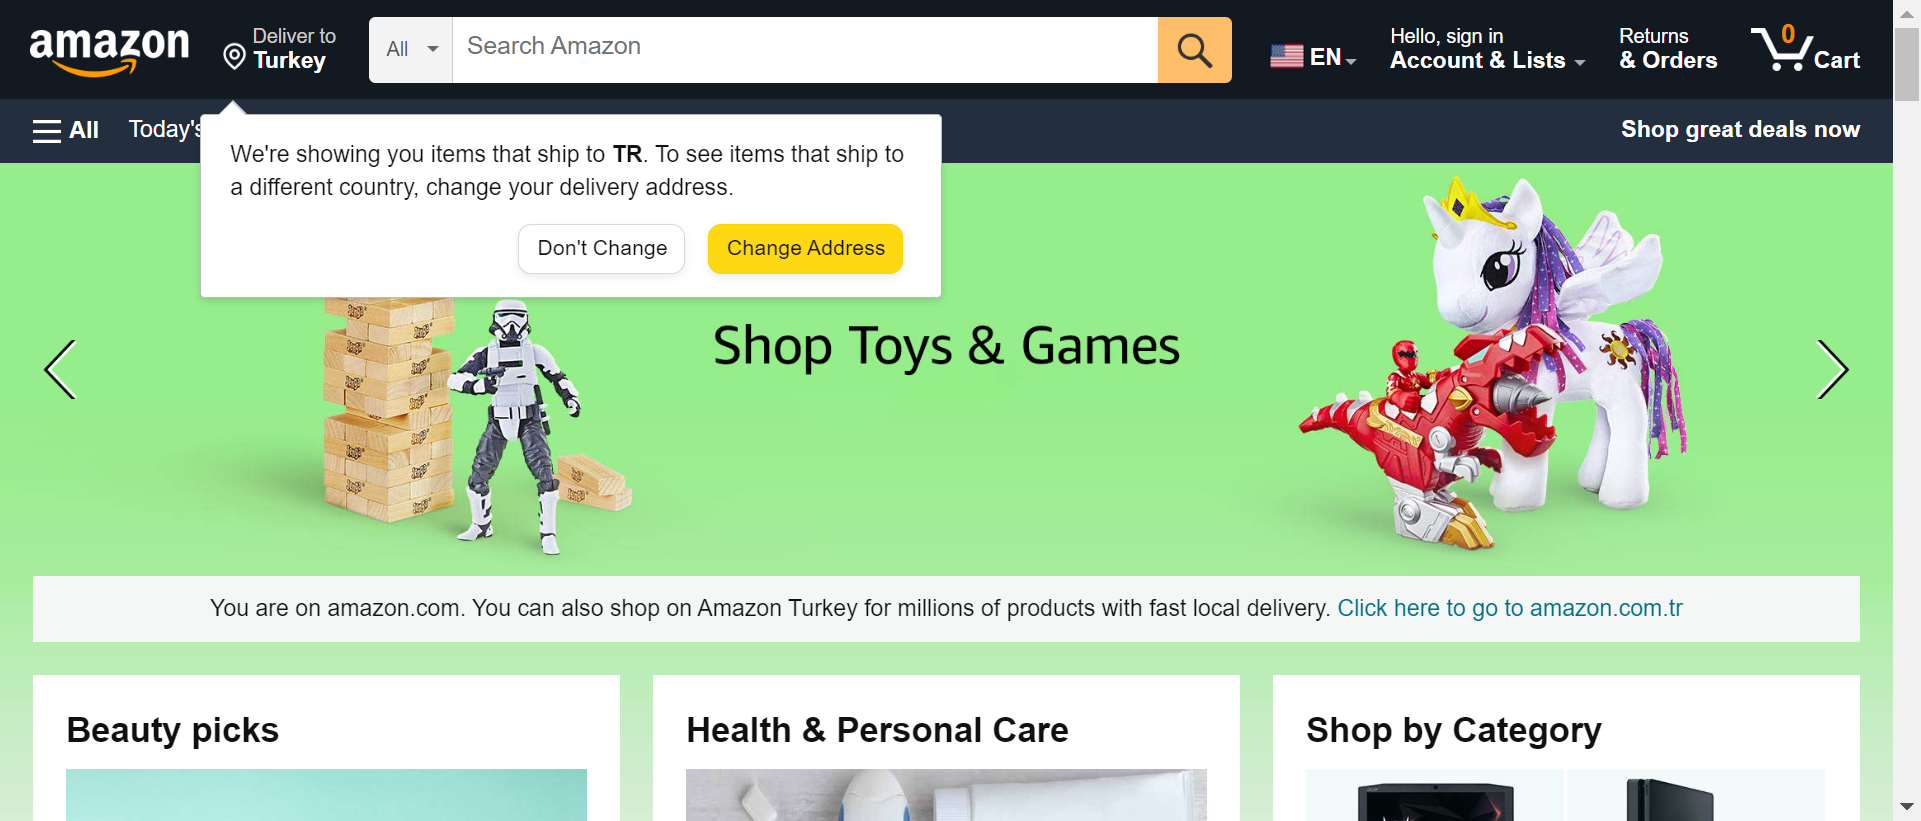 amazon
Deliver to
Turkey
All
Search Amazon
EN
Hello, sign in
Account & Lists
Returns
& Orders
0
Cart
All
Today's
Shop great deals now
We're showing you items that ship to TR. To see items that ship to
a different country, change your delivery address.
Don't Change
Change Address
Shop Toys & Games
You are on amazon.com. You can also shop on Amazon Turkey for millions of products with fast local delivery. Click here to go to amazon.com.tr
Beauty picks
Health & Personal Care
Shop by Category